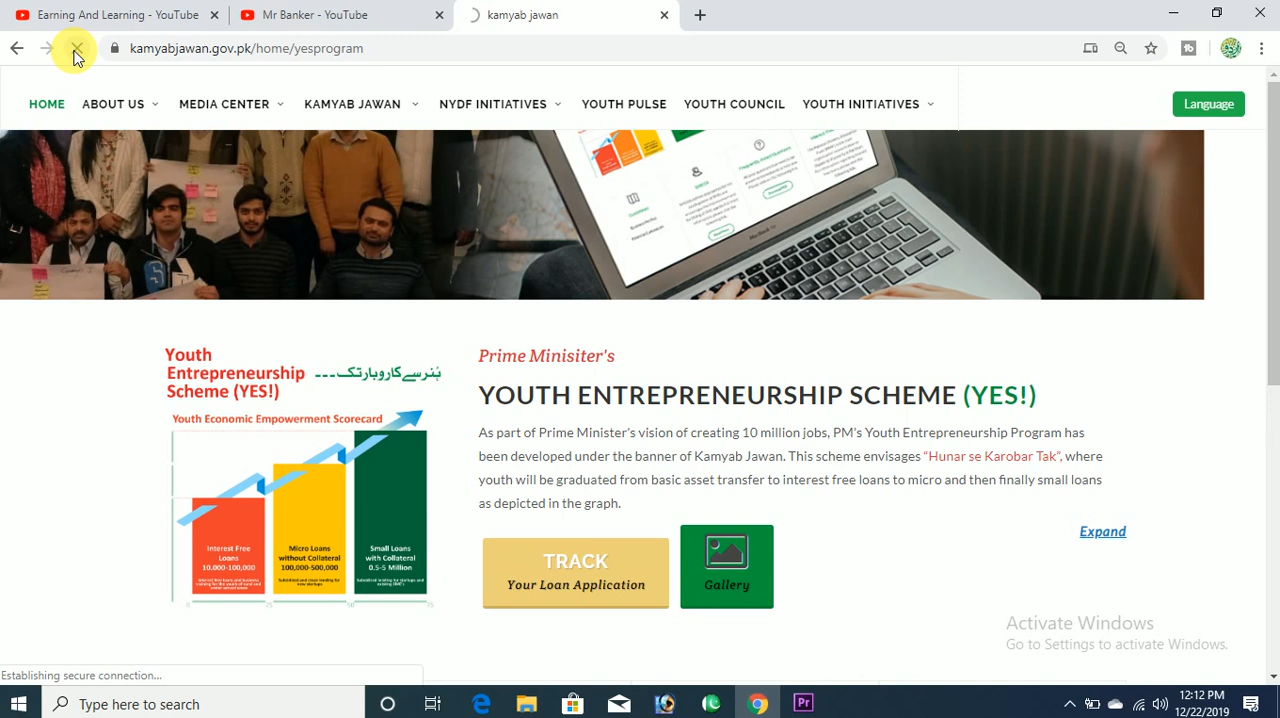 Earning And Learning - YouTube
Mr Banker - YouTube
kamyab jawan
kamyabjawan.gov.pk/home/yesprogram
HOME
ABOUT US
MEDIA CENTER
KAMYAB JAWAN
NYDF INITIATIVES
YOUTH PULSE
YOUTH COUNCIL
YOUTH INITIATIVES
Language
Youth
Entrepreneurship
Scheme (YES!)
ہُنر سے کاروبار تک۔۔۔
Youth Economic Empowerment Scorecard
Interest Free
Loans
10,000-100,000
Micro Loans
without Collateral
100,000-500,000
Small Loans
with Collateral
0.5-5 Million
Prime Minisiter's
YOUTH ENTREPRENEURSHIP SCHEME (YES!)
As part of Prime Minister's vision of creating 10 million jobs, PM's Youth Entrepreneurship Program has
been developed under the banner of Kamyab Jawan. This scheme envisages "Hunar se Karobar Tak", where
youth will be graduated from basic asset transfer to interest free loans to micro and then finally small loans
as depicted in the graph.
Expand
TRACK
Your Loan Application
Gallery
Activate Windows
Go to Settings to activate Windows.
Establishing secure connection...
Type here to search
Pr
12:12 PM
12/22/2019